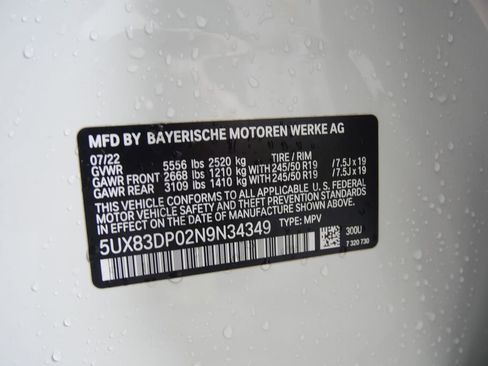 MFD BY BAYERISCHE MOTOREN WERKE AG
07/22 TIRE / RIM
GVWR 5556 lbs 2520 kg
GAWR FRONT 2668 lbs 1210 kg 245/50 R19 /7.5J x 19
GAWR REAR 3109 lbs 1410 kg 245/50 R19 /7.5J x 19
THIS VEHICLE CONFORMS TO ALL APPLICABLE U.S. FEDERAL
MOTOR VEHICLE SAFETY AND THEFT PREVENTION STANDARDS
IN EFFECT ON THE DATE OF MANUFACTURE SHOWN ABOVE.
5UX83DP02N9N34349 TYPE: MPV
300U
7 320 730